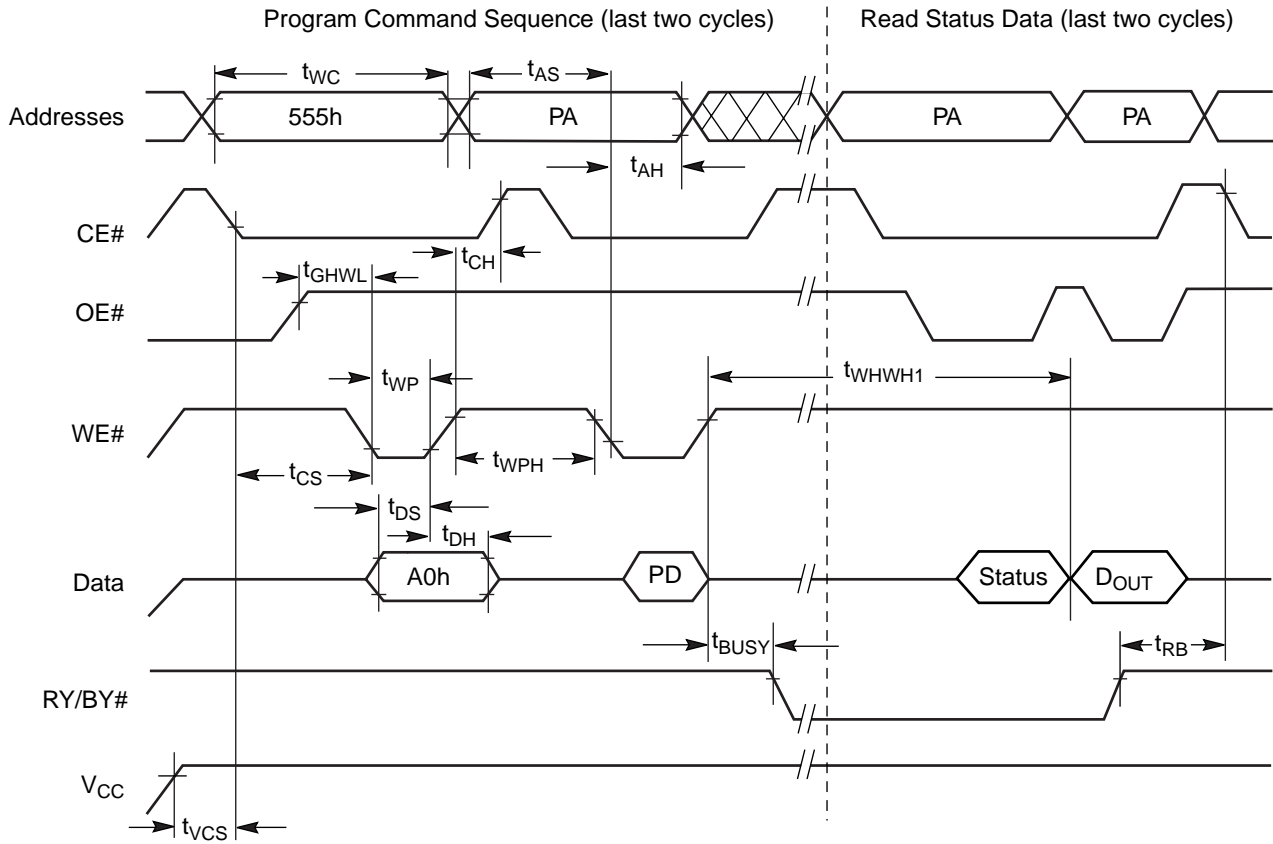 Program Command Sequence (last two cycles) Read Status Data (last two cycles)
tWC tAS
Addresses 555h PA PA PA
tAH
CE#
tCH
tGHWL
OE#
tWP tWHWH1
WE#
tCS tWPH
tDS
tDH
Data A0h PD Status DOUT
tBUSY tRB
RY/BY#
VCC
tVCS